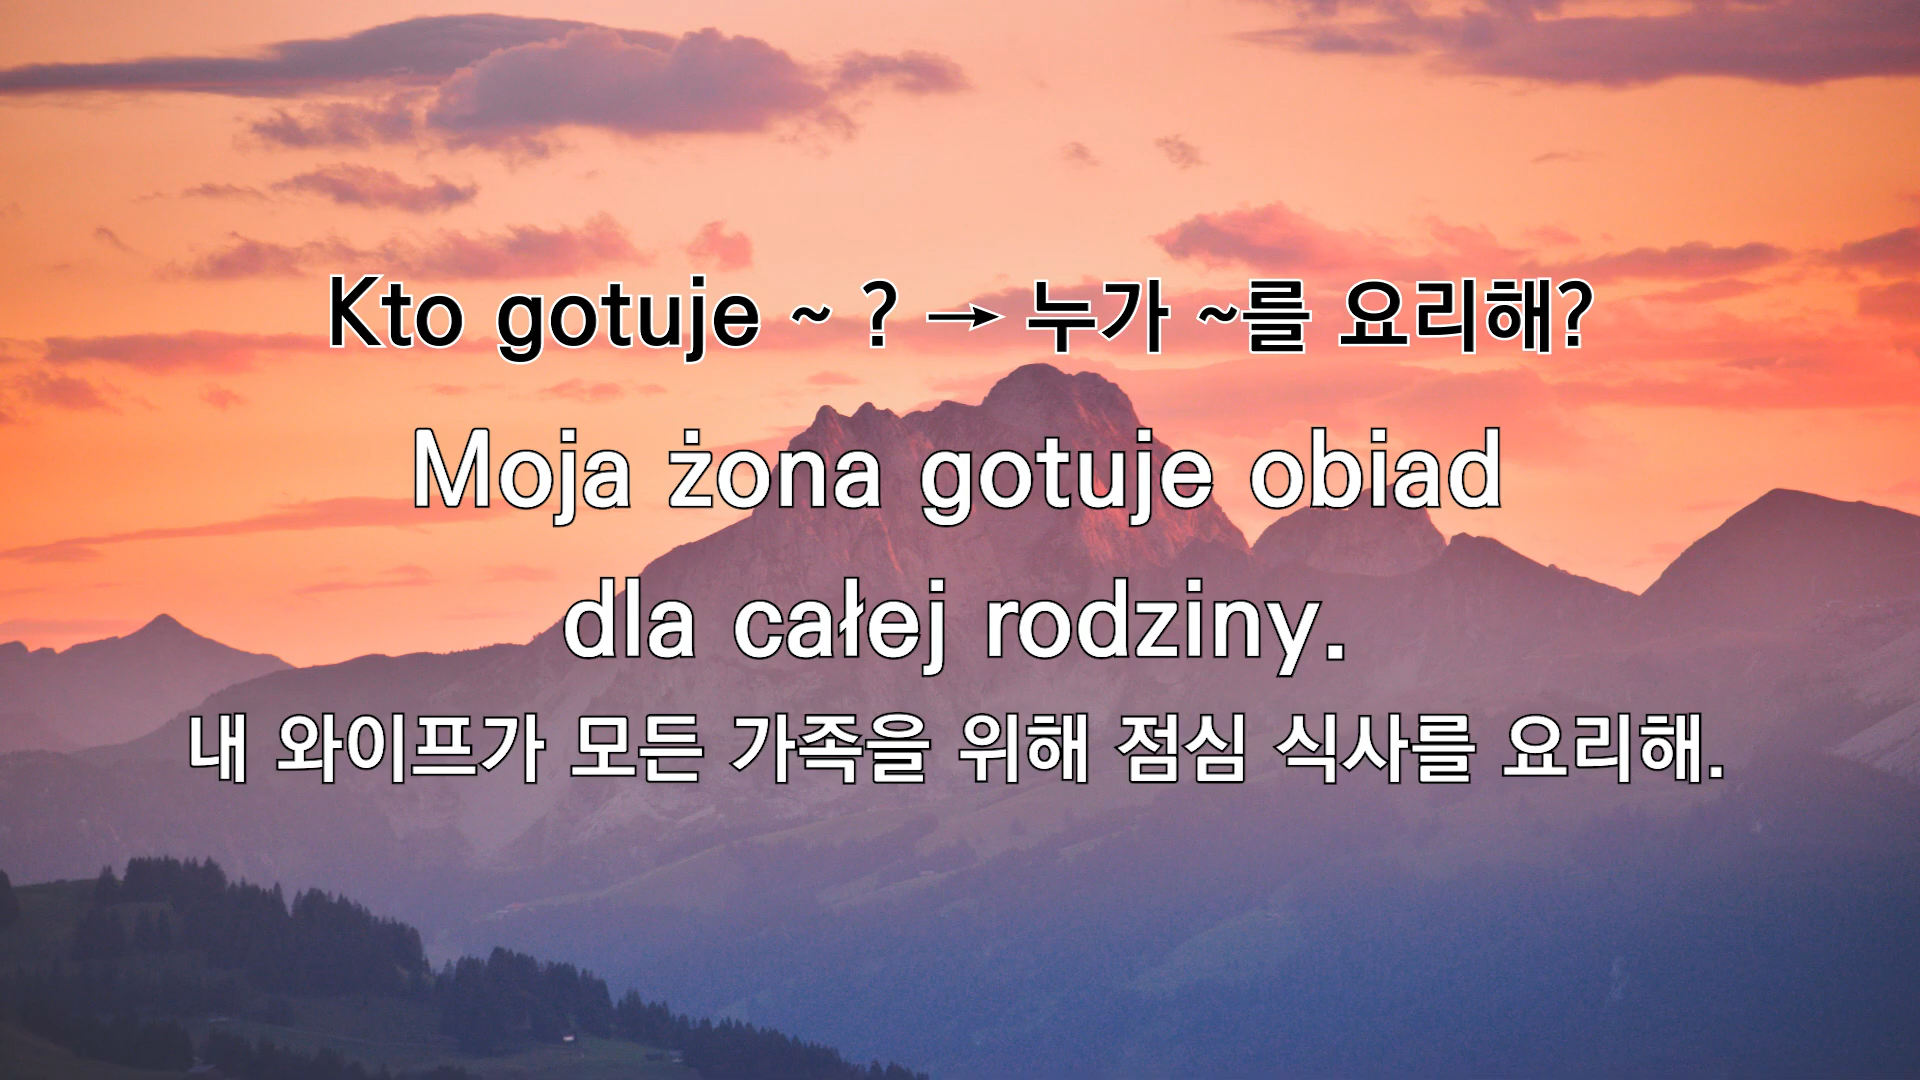 Kto gotuje ~ ? → 누가 ~를 요리해?
Moja żona gotuje obiad
dla całej rodziny.
내 와이프가 모든 가족을 위해 점심 식사를 요리해.